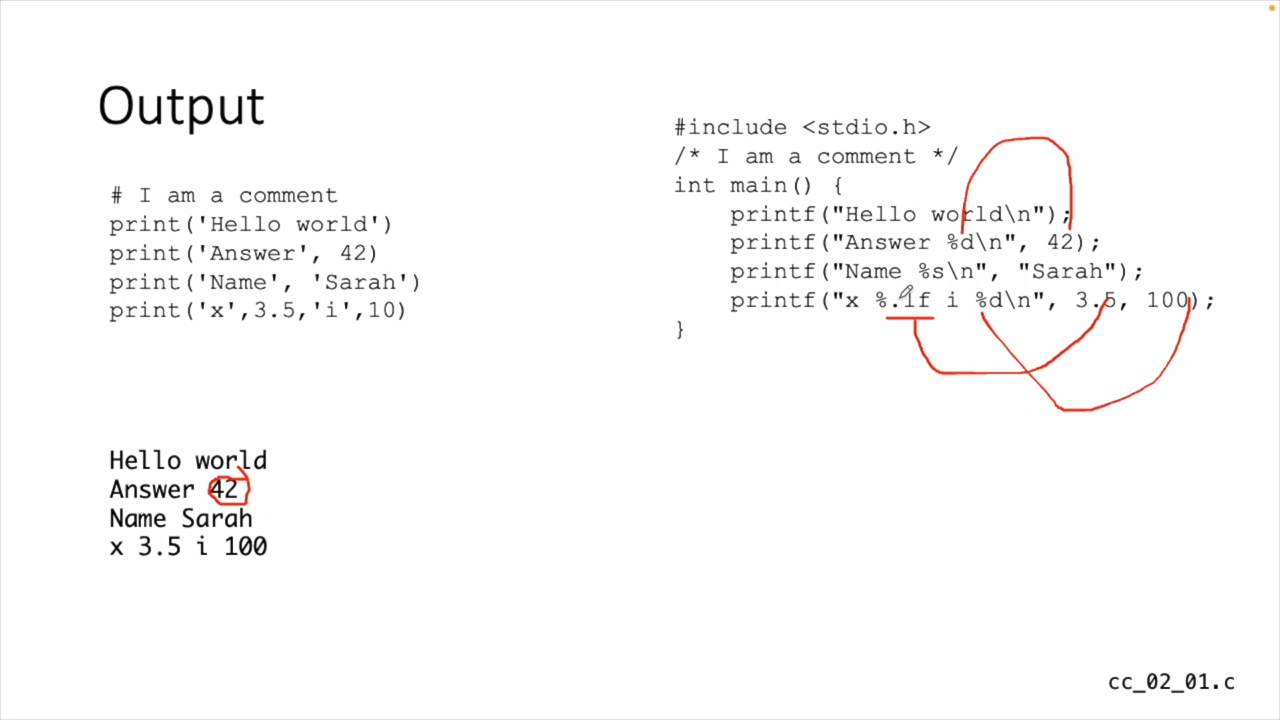 Output
# I am a comment
print('Hello world')
print('Answer', 42)
print('Name', 'Sarah')
print('x',3.5,'i',10)
Hello world
Answer 42
Name Sarah
x 3.5 i 100
#include <stdio.h>
/* I am a comment */
int main() {
    printf("Hello world\n");
    printf("Answer %d\n", 42);
    printf("Name %s\n", "Sarah");
    printf("x %.1f i %d\n", 3.5, 100);
}
cc_02_01.c